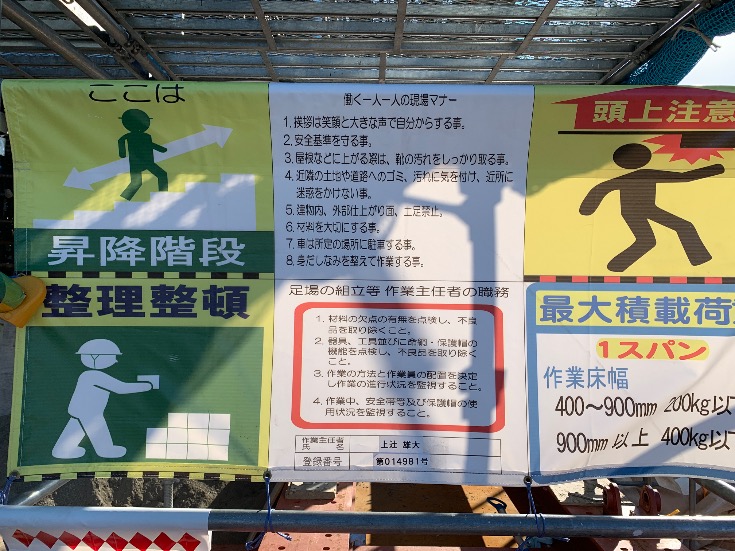 ここは
昇降階段
整理整頓
働く一人一人の現場マナー
1. 挨拶は笑顔と大きな声で自分からする事。
2. 安全基準を守る事。
3. 屋根などに上がる際は、靴の汚れをしっかり取る事。
4. 近隣の土地や道路へのゴミ、汚れに気を付け、近所に
迷惑をかけない事。
5. 建物内、外部仕上がり面、土足禁止。
6. 材料を大切にする事。
7. 車は所定の場所に駐車する事。
8. 身だしなみを整えて作業する事。
足場の組立等 作業主任者の職務
1. 材料の欠点の有無を点検し、不良
品を取り除くこと。
2. 器具、工具並びに命綱・保護帽の
機能を点検し、不良品を取り除く
こと。
3. 作業の方法と作業員の配置を決定
し作業の進行状況を監視すること。
4. 作業中、安全帯等及び保護帽の使
用状況を監視すること。
作業主任者
氏 名
上辻 雄大
登録番号
第014981号
頭上注意
最大積載荷
1スパン
作業床幅
400〜900mm 200kg以下
900mm以上 400kg以下